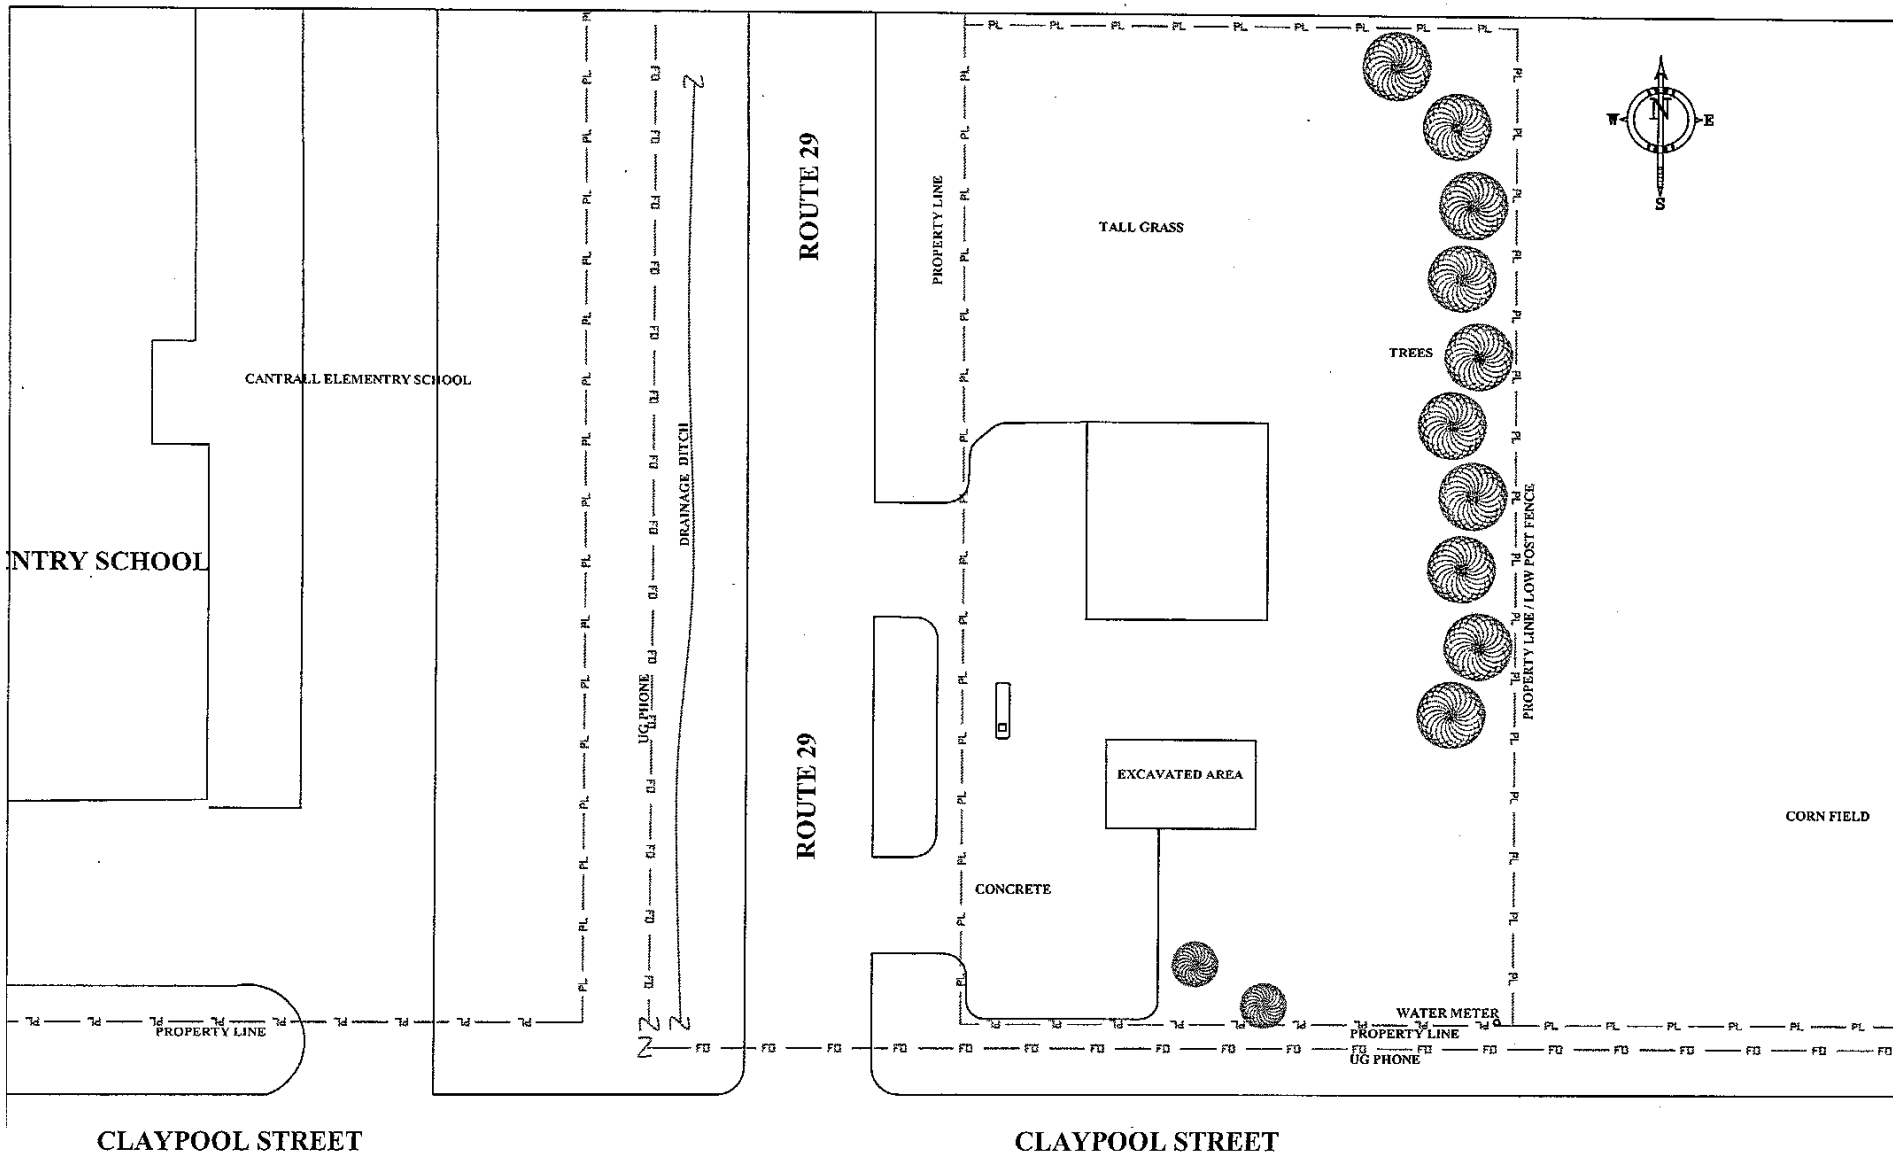 ROUTE 29
PROPERTY LINE
TALL GRASS
N
W
E
S
CANTRALL ELEMENTRY SCHOOL
TREES
DRAINAGE DITCH
NTRY SCHOOL
PROPERTY LINE / LOW POST FENCE
UG PHONE
ROUTE 29
EXCAVATED AREA
CORN FIELD
CONCRETE
WATER METER
PROPERTY LINE
PROPERTY LINE
UG PHONE
CLAYPOOL STREET
CLAYPOOL STREET